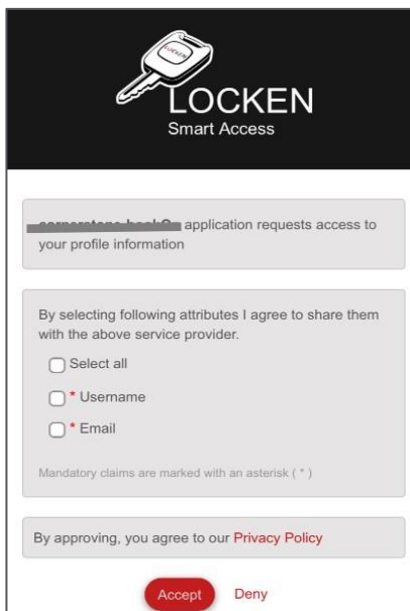 LOCKEN
Smart Access
application requests access to
your profile information
By selecting following attributes I agree to share them
with the above service provider.
Select all
* Username
* Email
Mandatory claims are marked with an asterisk ( * )
By approving, you agree to our Privacy Policy
Accept Deny